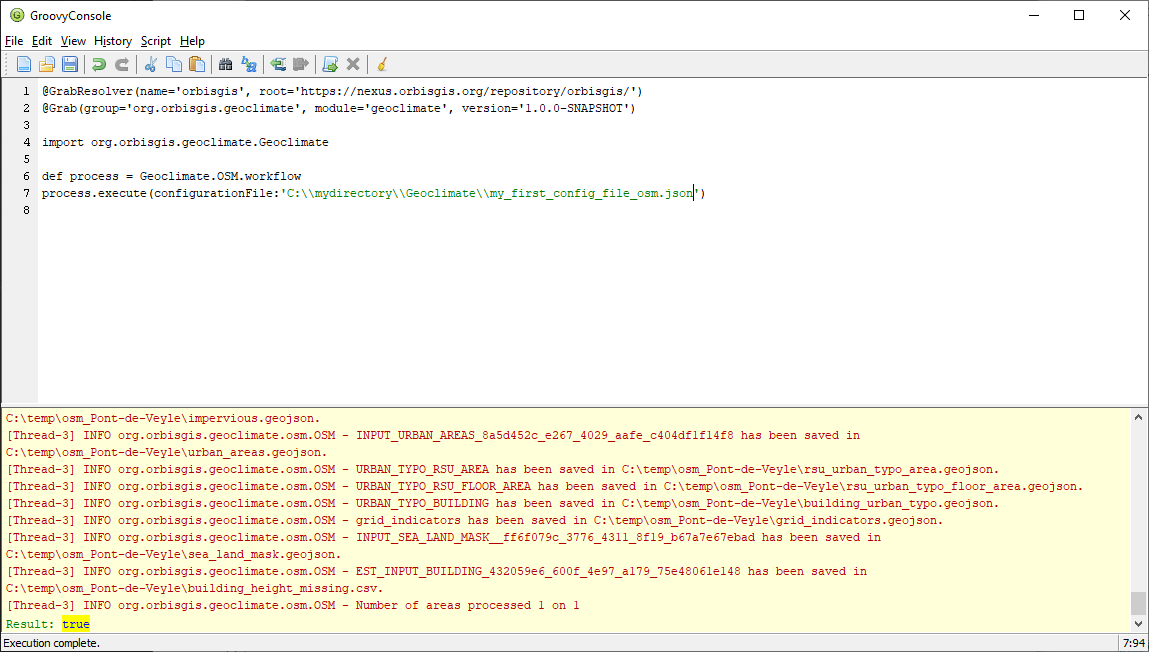 GroovyConsole
File Edit View History Script Help
1 @GrabResolver(name='orbisgis', root='https://nexus.orbisgis.org/repository/orbisgis/')
2 @Grab(group='org.orbisgis.geoclimate', module='geoclimate', version='1.0.0-SNAPSHOT')
3
4 import org.orbisgis.geoclimate.Geoclimate
5
6 def process = Geoclimate.OSM.workflow
7 process.execute(configurationFile:'C:\\mydirectory\\Geoclimate\\my_first_config_file_osm.json')
8
C:\temp\osm_Pont-de-Veyle\impervious.geojson.
[Thread-3] INFO org.orbisgis.geoclimate.osm.OSM - INPUT_URBAN_AREAS_8a5d452c_e267_4029_aafe_c404df1f14f8 has been saved in
C:\temp\osm_Pont-de-Veyle\urban_areas.geojson.
[Thread-3] INFO org.orbisgis.geoclimate.osm.OSM - URBAN_TYPO_RSU_AREA has been saved in C:\temp\osm_Pont-de-Veyle\rsu_urban_typo_area.geojson.
[Thread-3] INFO org.orbisgis.geoclimate.osm.OSM - URBAN_TYPO_RSU_FLOOR_AREA has been saved in C:\temp\osm_Pont-de-Veyle\rsu_urban_typo_floor_area.geojson.
[Thread-3] INFO org.orbisgis.geoclimate.osm.OSM - URBAN_TYPO_BUILDING has been saved in C:\temp\osm_Pont-de-Veyle\building_urban_typo.geojson.
[Thread-3] INFO org.orbisgis.geoclimate.osm.OSM - grid_indicators has been saved in C:\temp\osm_Pont-de-Veyle\grid_indicators.geojson.
[Thread-3] INFO org.orbisgis.geoclimate.osm.OSM - INPUT_SEA_LAND_MASK__ff6f079c_3776_4311_8f19_b67a7e67ebad has been saved in
C:\temp\osm_Pont-de-Veyle\sea_land_mask.geojson.
[Thread-3] INFO org.orbisgis.geoclimate.osm.OSM - EST_INPUT_BUILDING_432059e6_600f_4e97_a179_75e48061e148 has been saved in
C:\temp\osm_Pont-de-Veyle\building_height_missing.csv.
[Thread-3] INFO org.orbisgis.geoclimate.osm.OSM - Number of areas processed 1 on 1
Result: true
Execution complete. 7:94